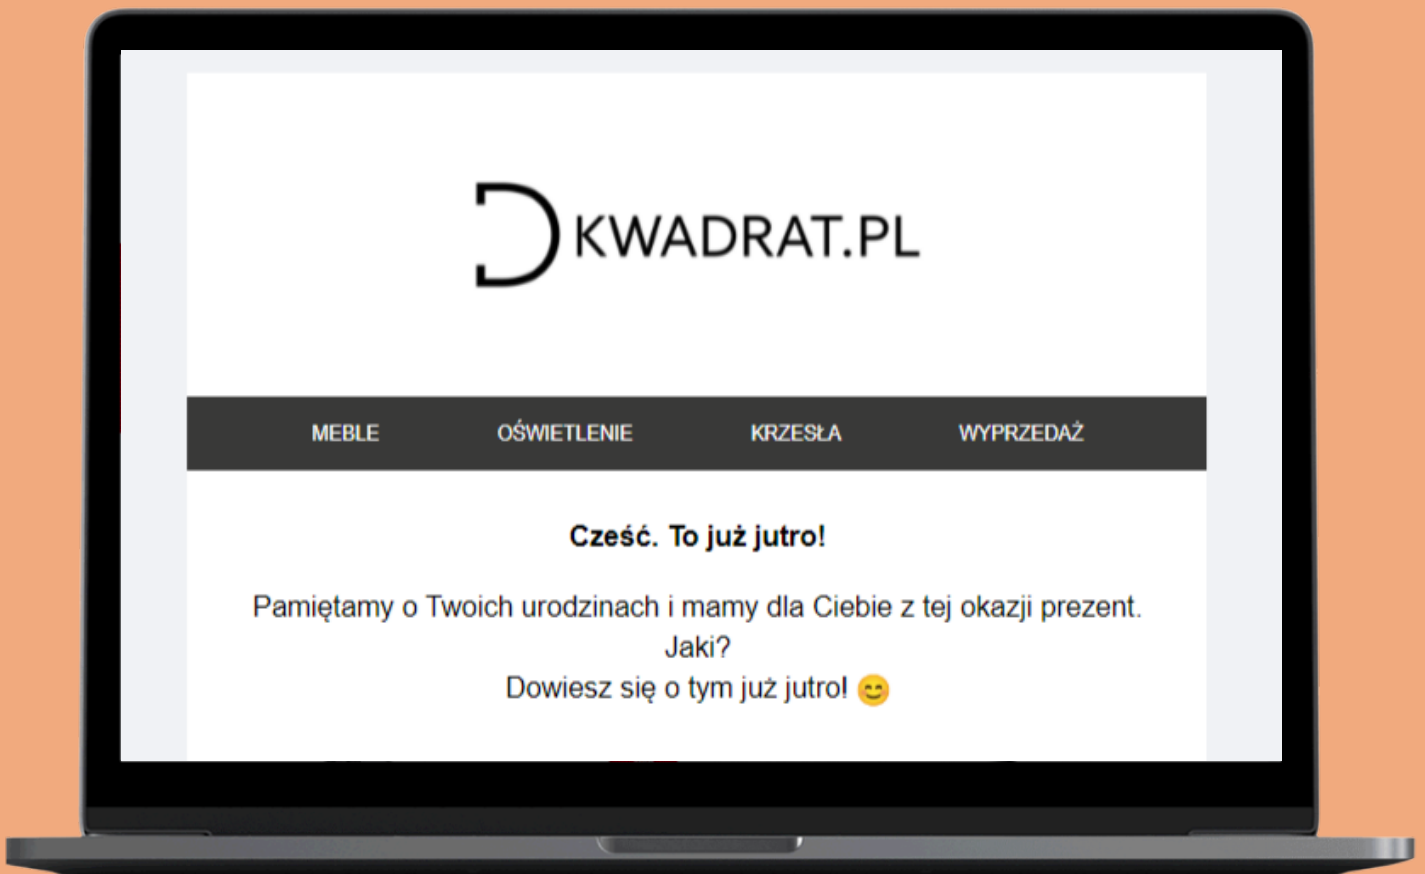 DKWADRAT.PL
MEBLE OŚWIETLENIE KRZESŁA WYPRZEDAŻ
Cześć. To już jutro!
Pamiętamy o Twoich urodzinach i mamy dla Ciebie z tej okazji prezent.
Jaki?
Dowiesz się o tym już jutro! 😊